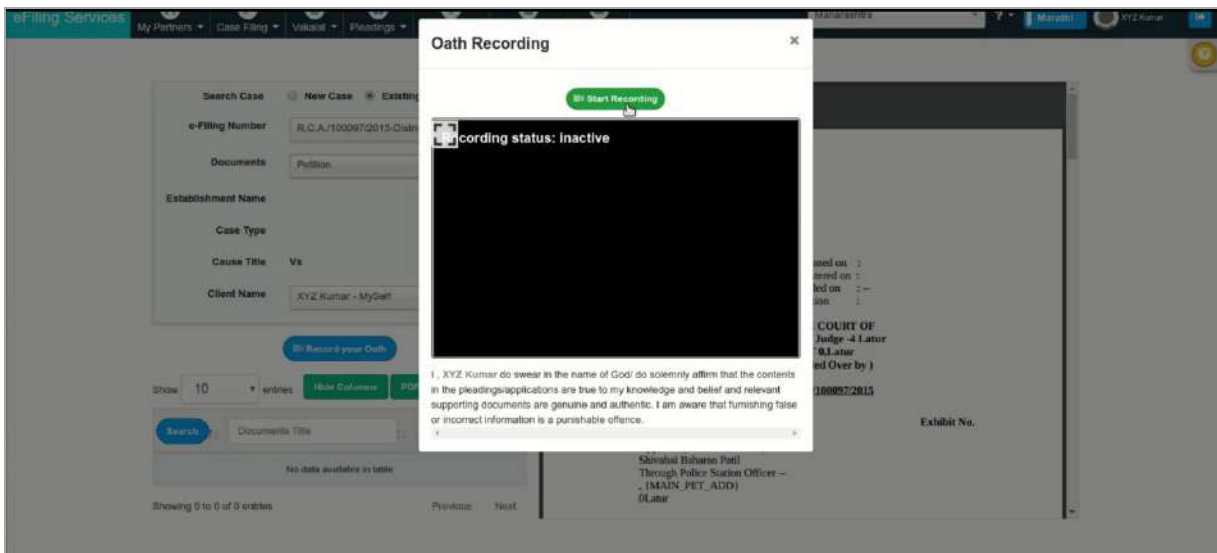 eFiling Services
My Partners
Case Filing
Vakalat
Pleadings
Maharashtra
?
Marathi
XYZ Kumar
Oath Recording
×
Start Recording
Recording status: inactive
I , XYZ Kumar do swear in the name of God/ do solemnly affirm that the contents
in the pleadings/applications are true to my knowledge and belief and relevant
supporting documents are genuine and authentic. I am aware that furnishing false
or incorrect information is a punishable offence.
Search Case New Case Existing
e-Filing Number R.C.A./100097/2015-Distri
Documents Petition
Establishment Name
Case Type
Cause Title Vs
Client Name XYZ Kumar - MySelf
Record your Oath
Show 10 entries Hide Columns PDF
Search Documents Title
No data available in table
Showing 0 to 0 of 0 entries Previous Next
on :
on :
on : --
:
COURT OF
Judge -4 Latur
0,Latur
Over by )
/100097/2015
Exhibit No.
Shivabai Baburao Patil
Through Police Station Officer --
, {MAIN_PET_ADD}
0Latur